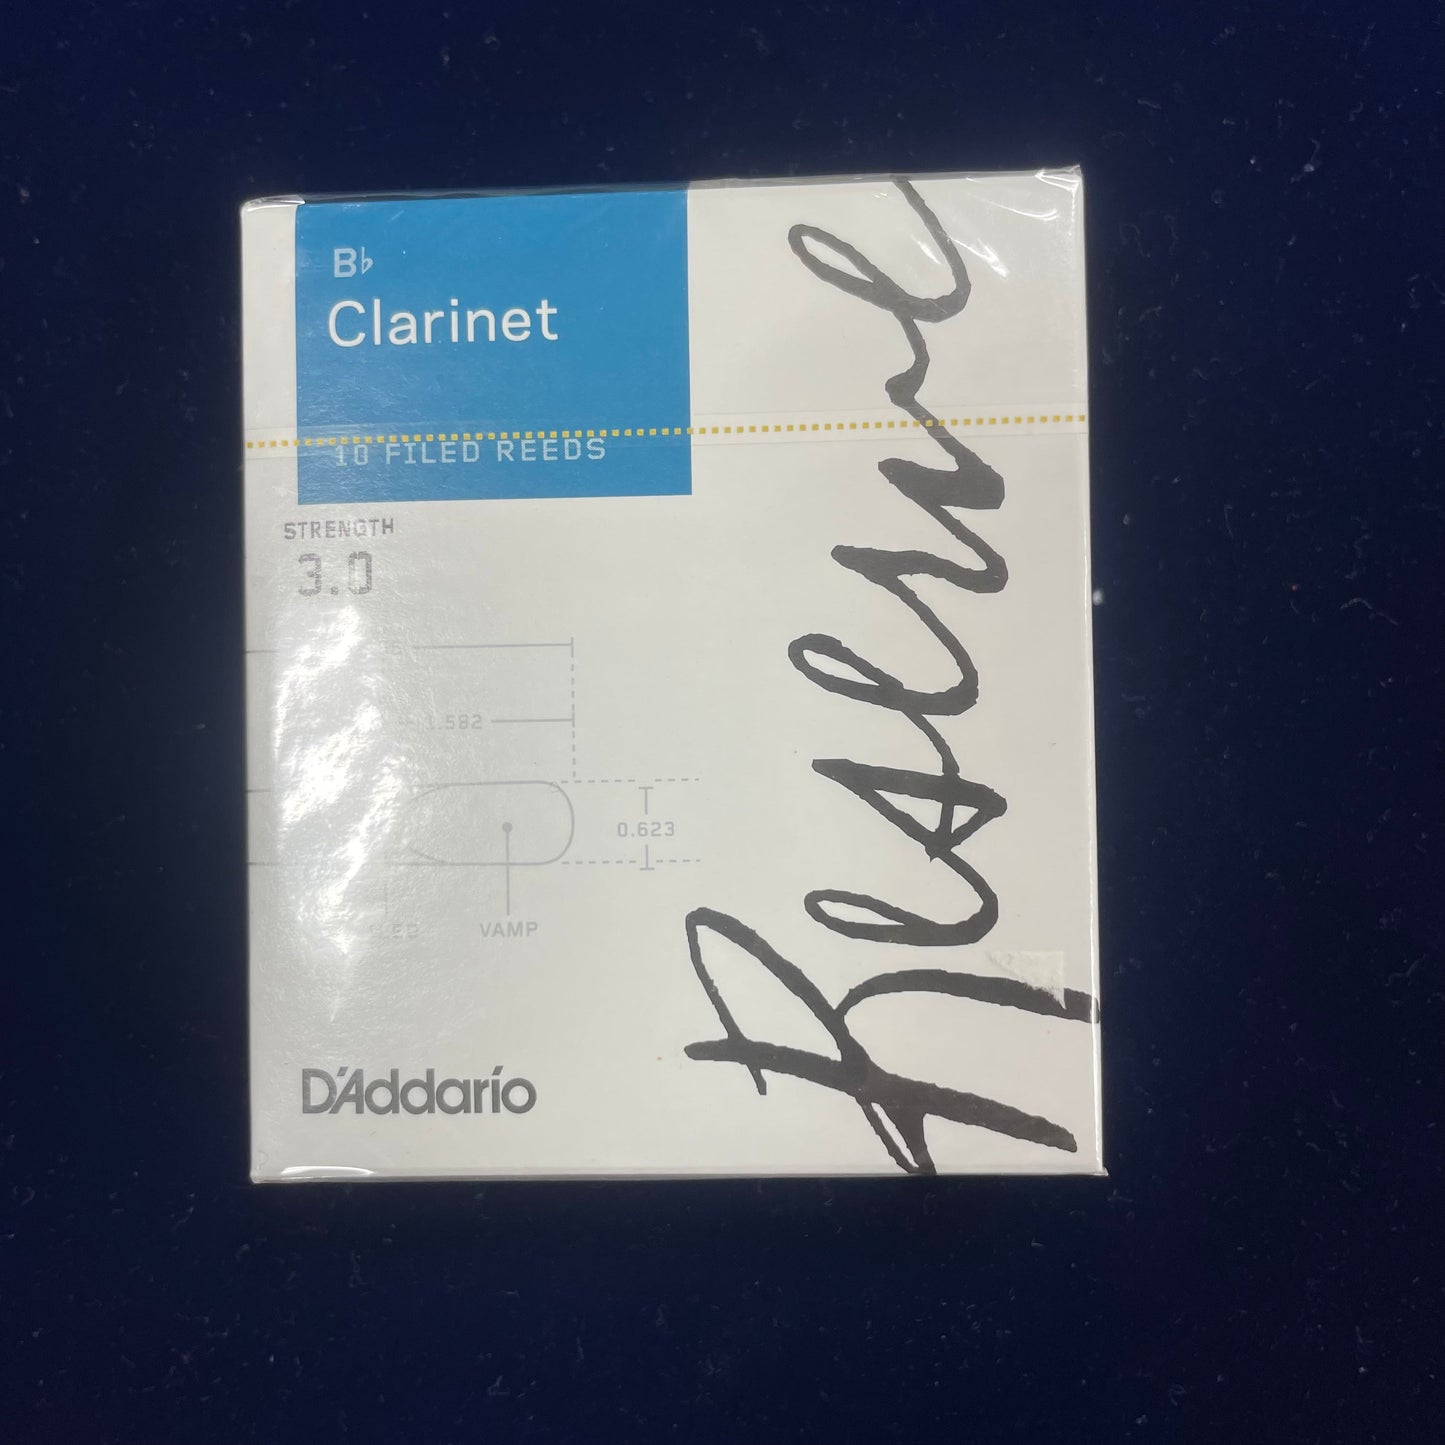 B♭
Clarinet
10 FILED REEDS
STRENGTH
3.0
1.582
0.623
VAMP
D'Addario
Reserve